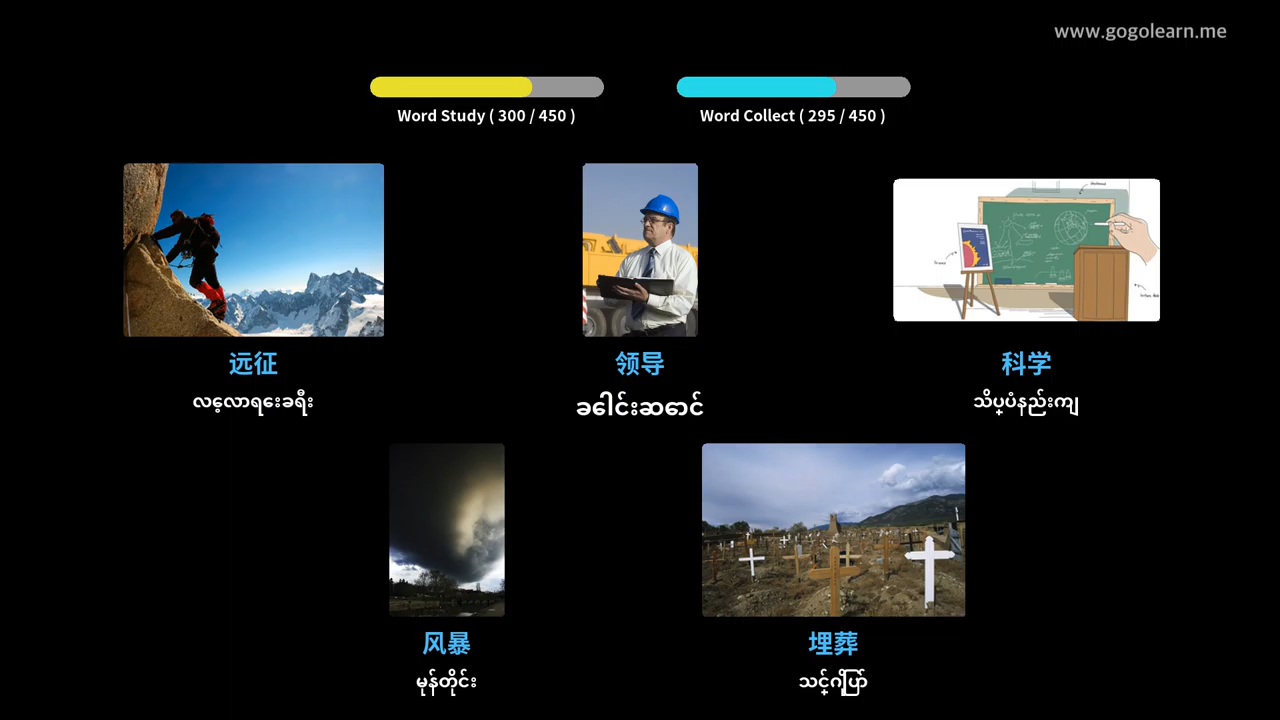 www.gogolearn.me
Word Study ( 300 / 450 )
Word Collect ( 295 / 450 )
远征
领导
科学
လေ့လာရေးခရီး
ခေါင်းဆောင်
သိပ္ပံနည်းကျ
风暴
埋葬
မုန်တိုင်း
သင်္ဂြိုဟ်